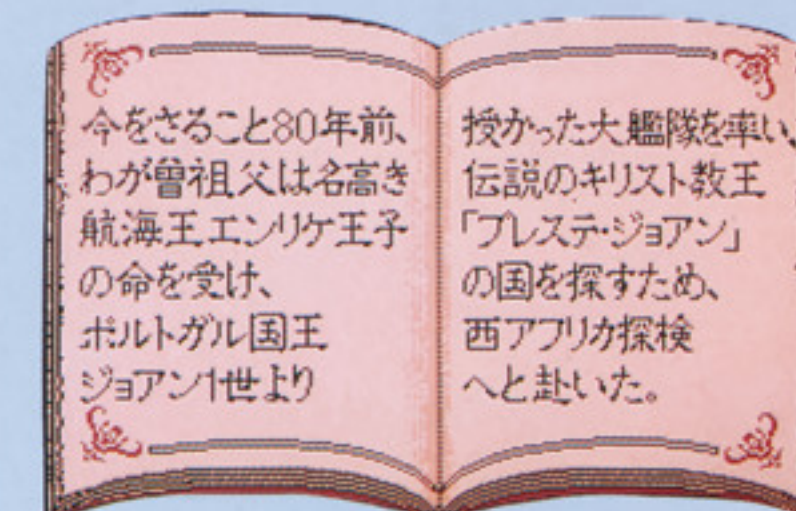 今をさること80年前、
わが曽祖父は名高き
航海王エンリケ王子
の命を受け、
ポルトガル国王
ジョアン1世より
授かった大艦隊を率い、
伝説のキリスト教王
「プレステ・ジョアン」
の国を探すため、
西アフリカ探検
へと赴いた。